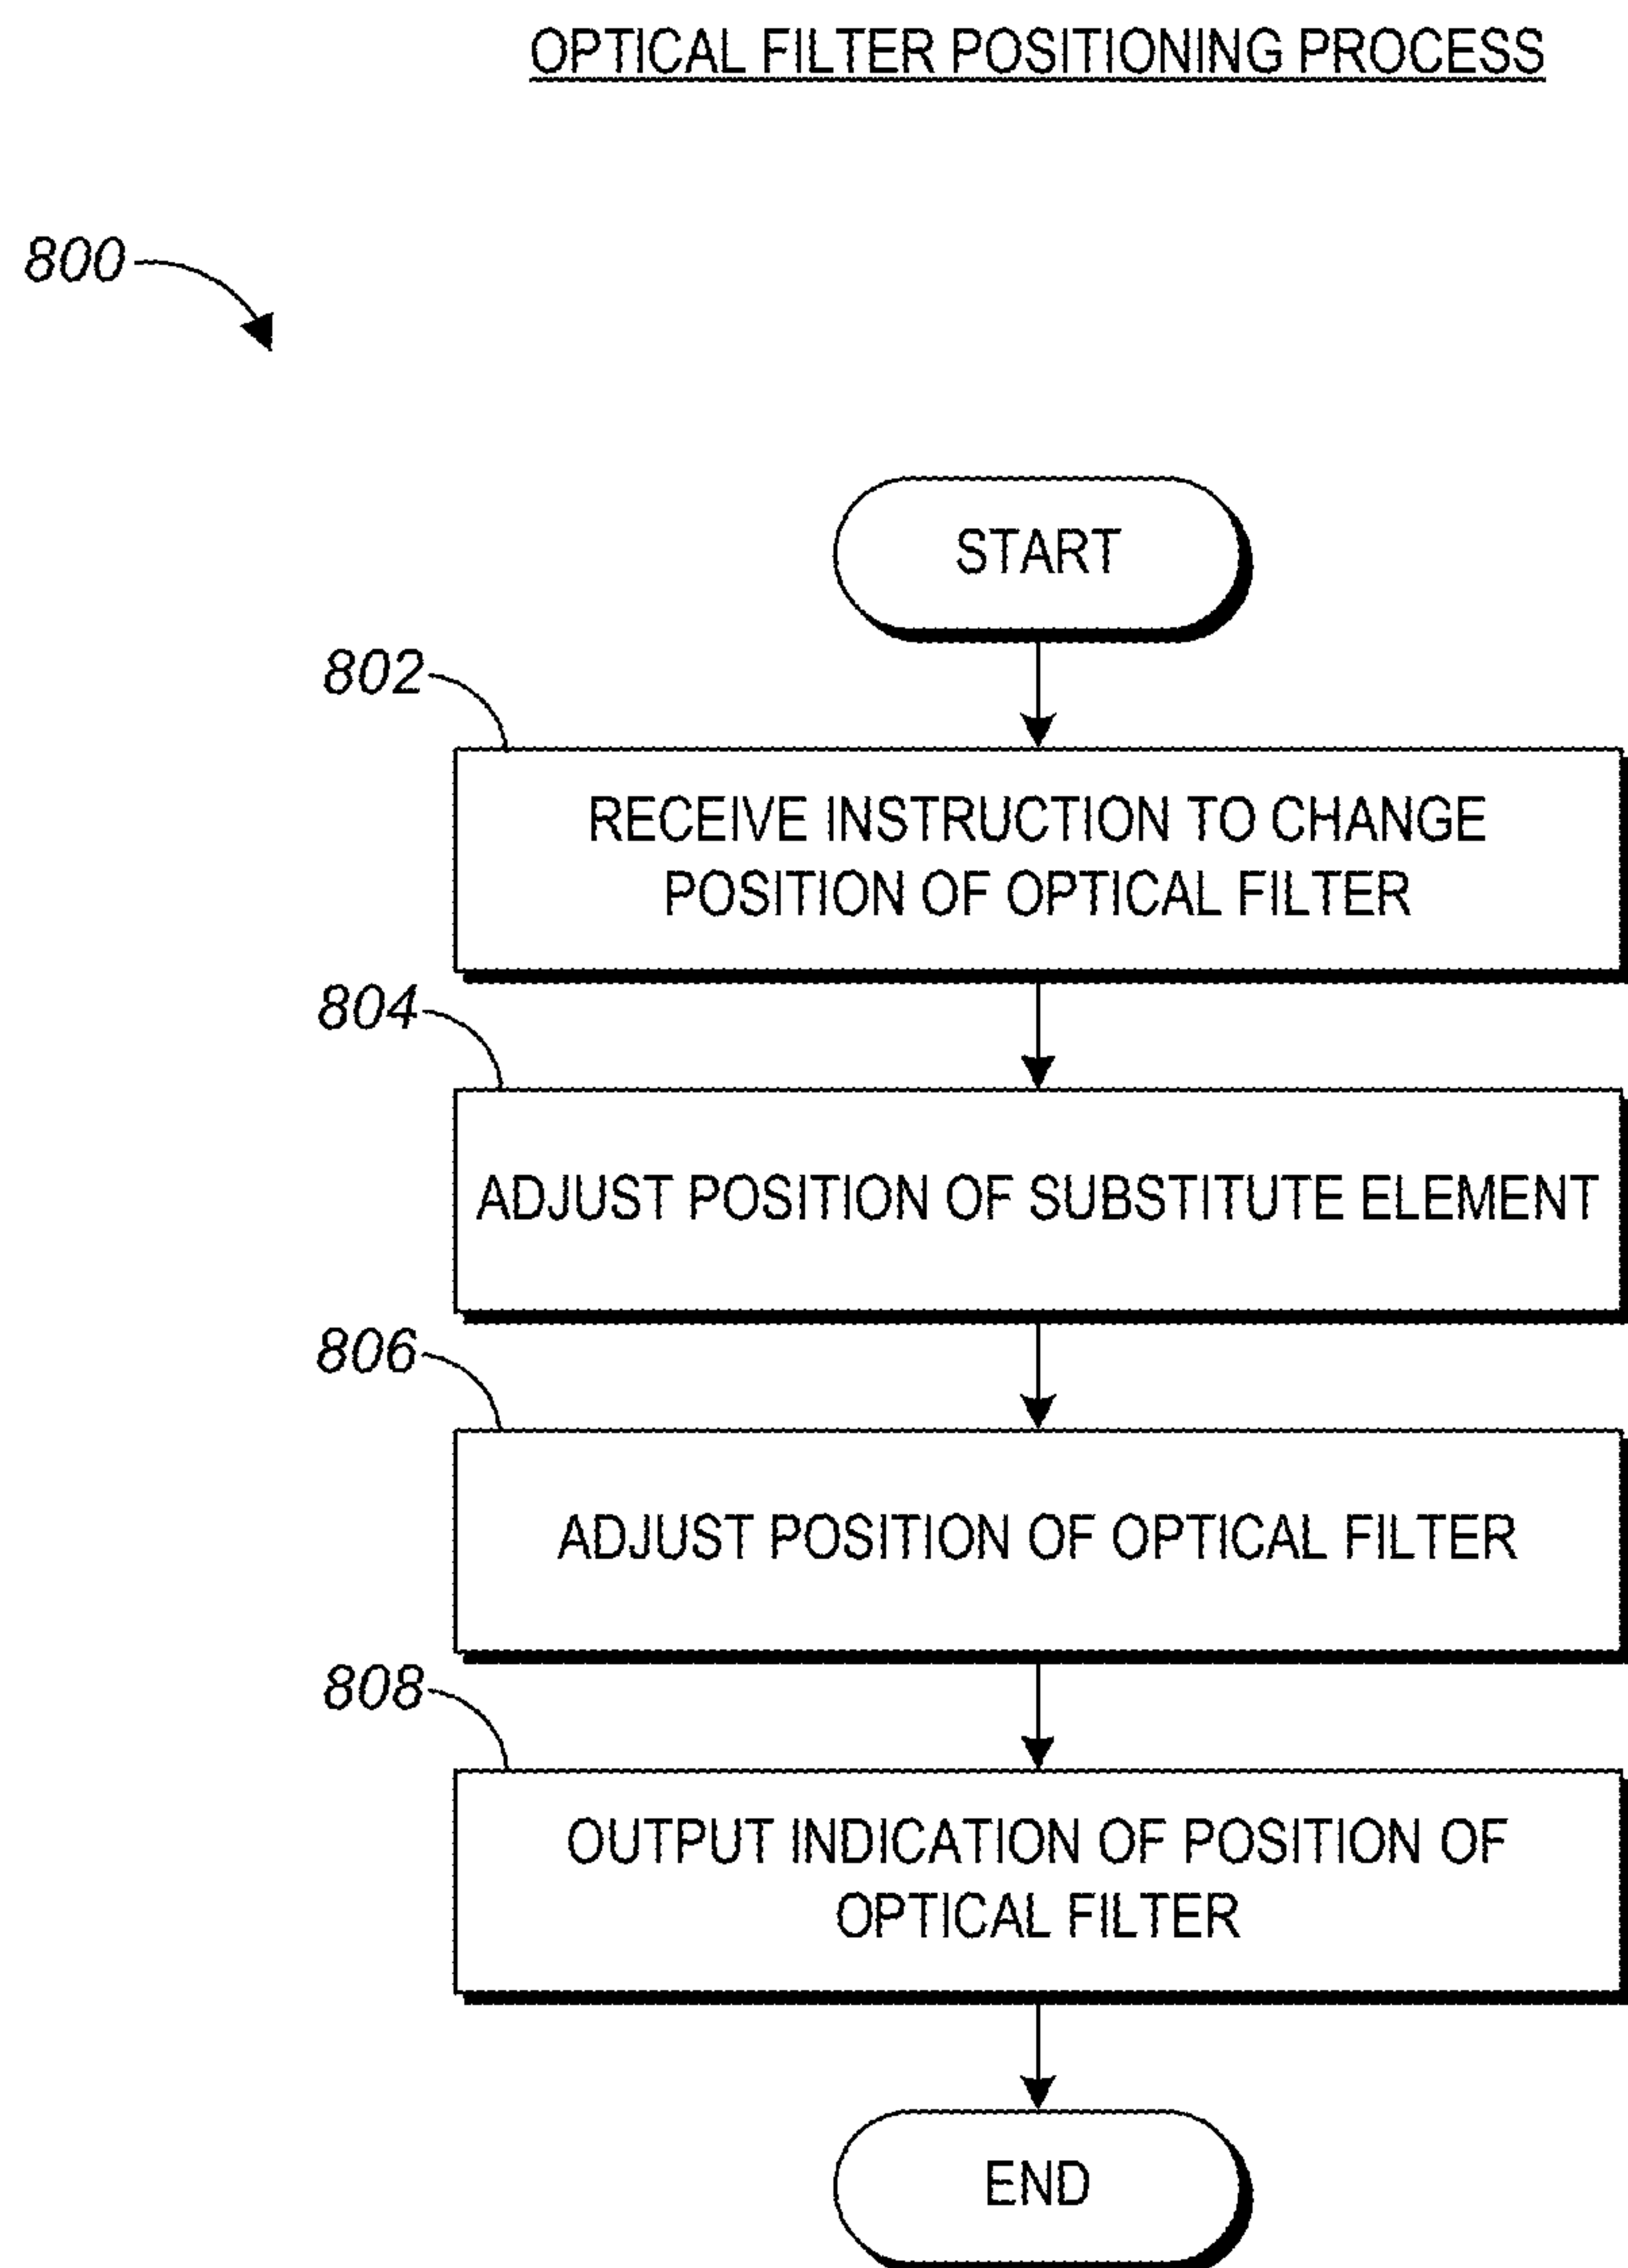 OPTICAL FILTER POSITIONING PROCESS
800
START
802
RECEIVE INSTRUCTION TO CHANGE
POSITION OF OPTICAL FILTER
804
ADJUST POSITION OF SUBSTITUTE ELEMENT
806
ADJUST POSITION OF OPTICAL FILTER
808
OUTPUT INDICATION OF POSITION OF
OPTICAL FILTER
END